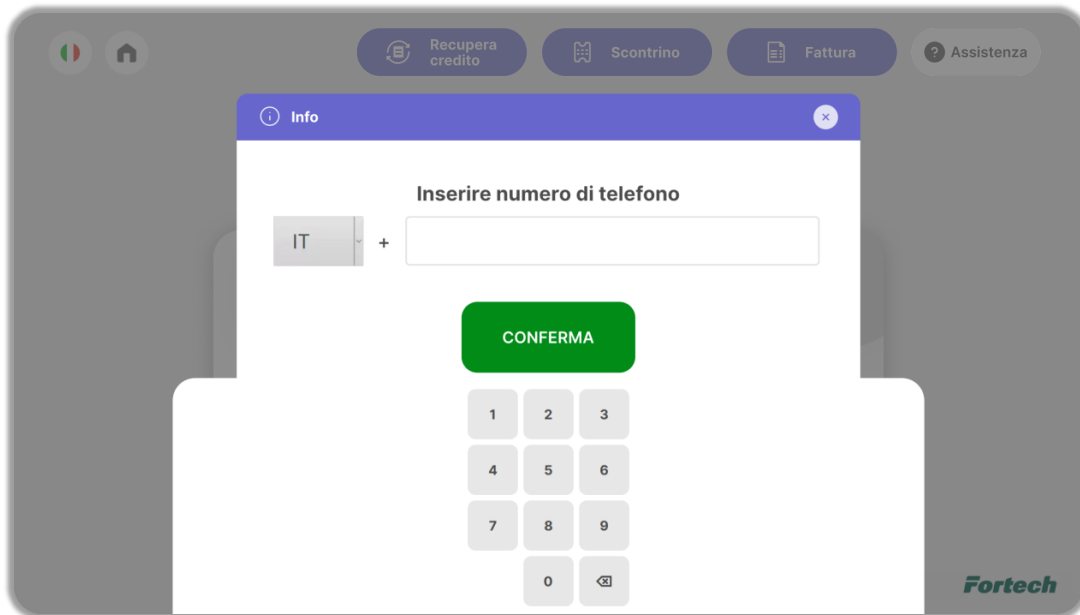 Recupera
credito
Scontrino
Fattura
? Assistenza
i Info
Inserire numero di telefono
IT +
CONFERMA
1 2 3
4 5 6
7 8 9
0
Fortech